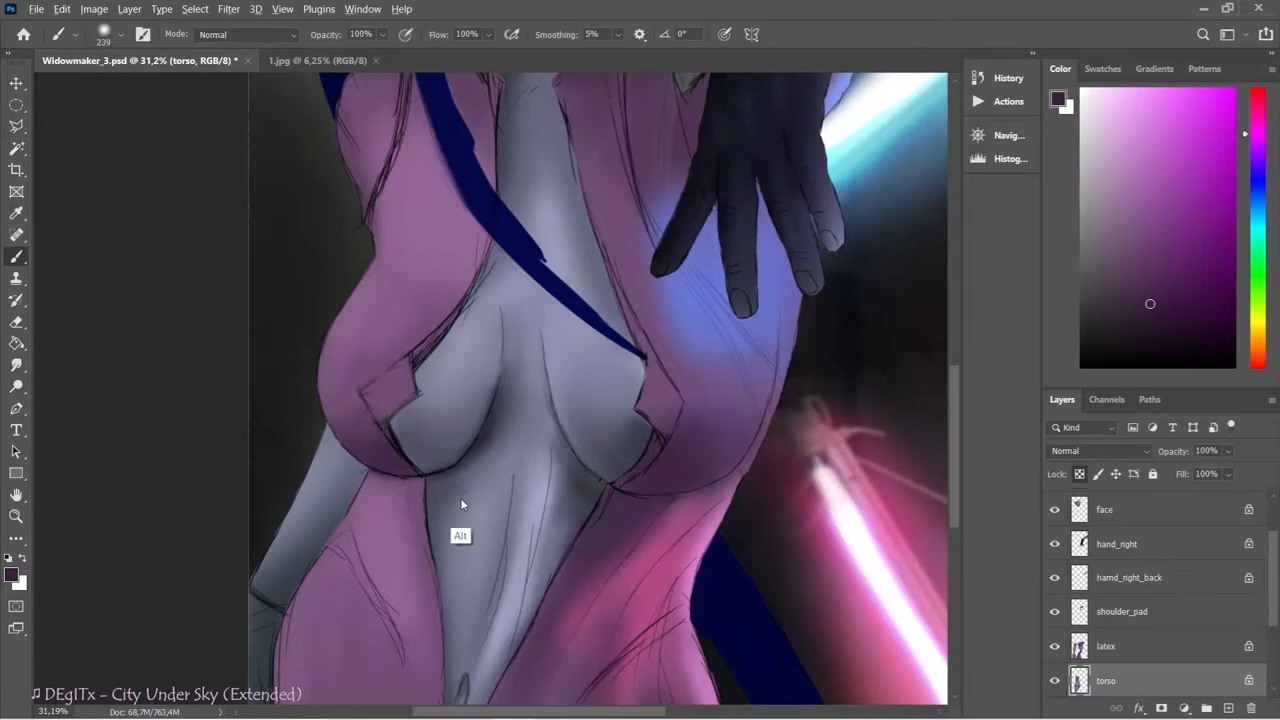 Ps File Edit Image Layer Type Select Filter 3D View Plugins Window Help
239 Mode: Normal Opacity: 100% Flow: 100% Smoothing: 5% 0°
Widowmaker_3.psd @ 31,2% (torso, RGB/8) * × 1.jpg @ 6,25% (RGB/8) ×
History
Actions
Navig...
Histog...
Color Swatches Gradients Patterns
Alt
Layers Channels Paths
Kind
Normal Opacity: 100%
Lock: Fill: 100%
face
hand_right
hamd_right_back
shoulder_pad
latex
torso
♫ DEgITx - City Under Sky (Extended)
31,19% Doc: 68,7M/763,4M